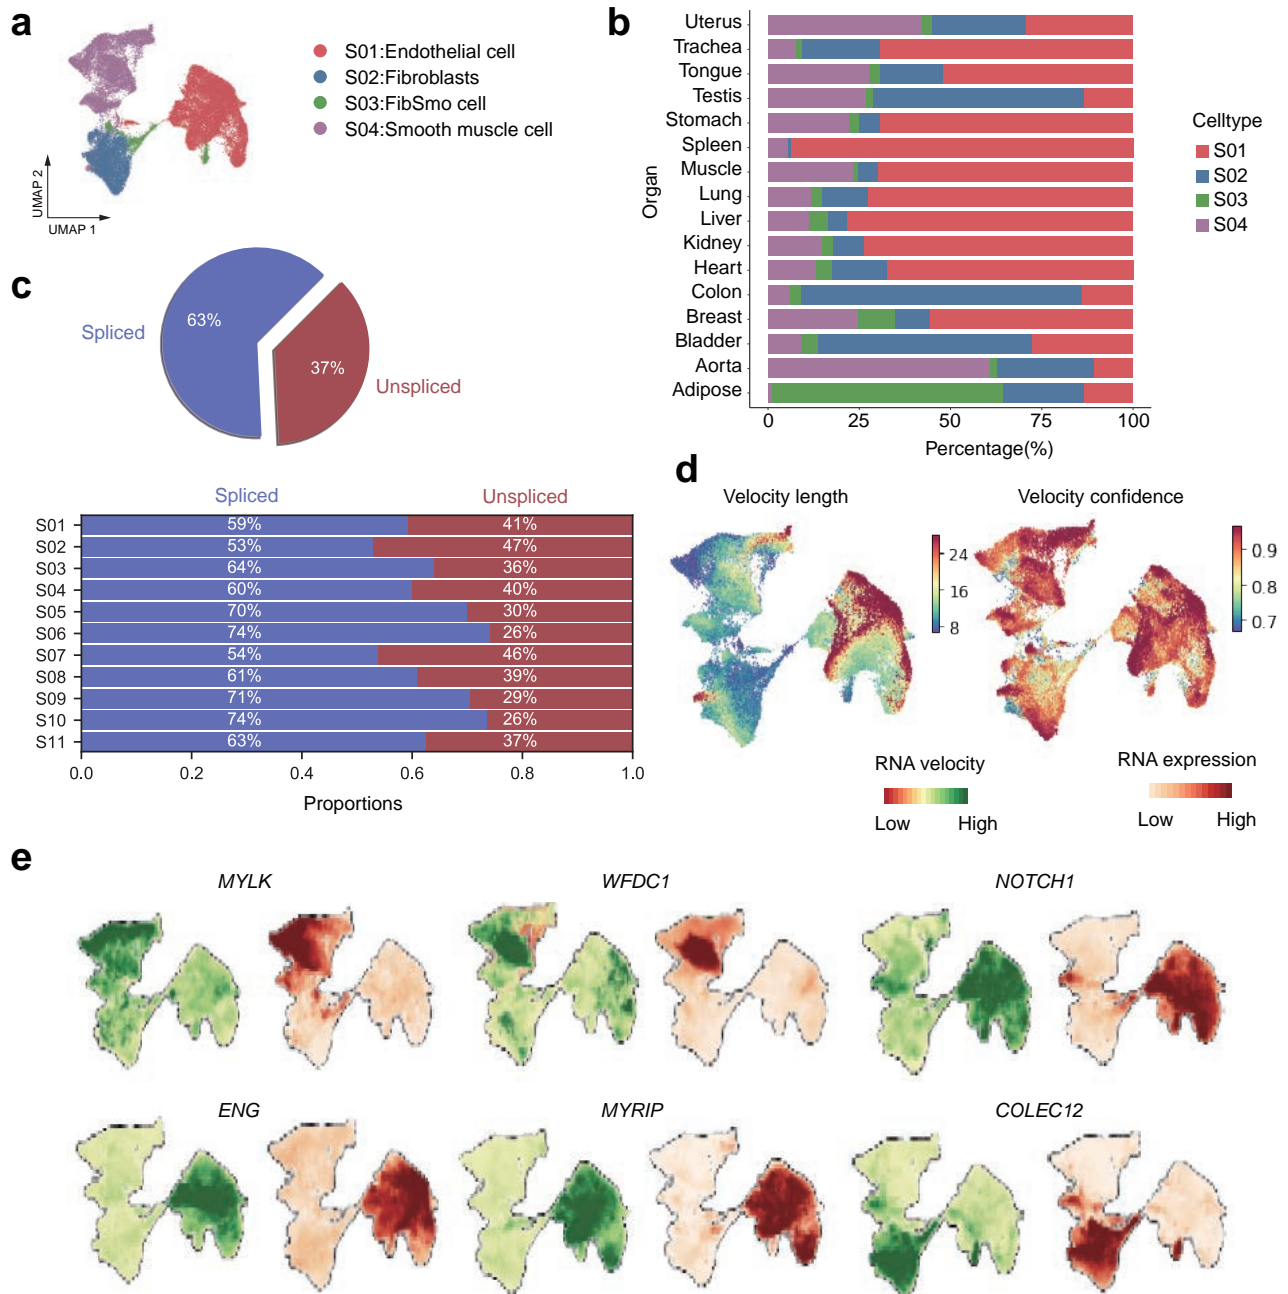 a
S01:Endothelial cell
S02:Fibroblasts
S03:FibSmo cell
S04:Smooth muscle cell
UMAP 2
UMAP 1
b
Organ
Uterus
Trachea
Tongue
Testis
Stomach
Spleen
Muscle
Lung
Liver
Kidney
Heart
Colon
Breast
Bladder
Aorta
Adipose
0 25 50 75 100
Percentage(%)
Celltype
S01
S02
S03
S04
c
63%
Spliced
37%
Unspliced
Spliced Unspliced
S01 59% 41%
S02 53% 47%
S03 64% 36%
S04 60% 40%
S05 70% 30%
S06 74% 26%
S07 54% 46%
S08 61% 39%
S09 71% 29%
S10 74% 26%
S11 63% 37%
0.0 0.2 0.4 0.6 0.8 1.0
Proportions
d
Velocity length Velocity confidence
24
16
8
0.9
0.8
0.7
RNA velocity
Low High
RNA expression
Low High
e
MYLK WFDC1 NOTCH1
ENG MYRIP COLEC12